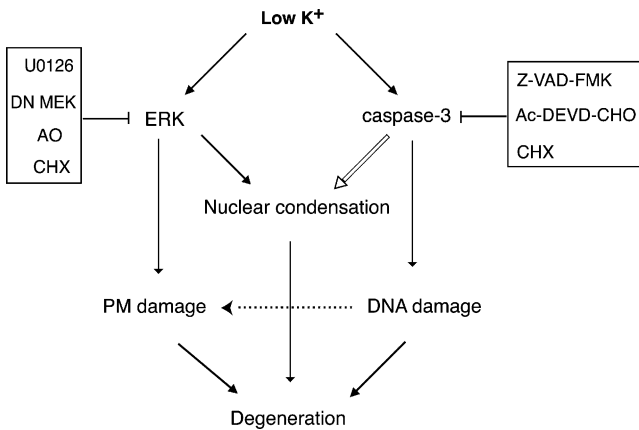 Low K+
U0126
DN MEK
AO
CHX
ERK
caspase-3
Z-VAD-FMK
Ac-DEVD-CHO
CHX
Nuclear condensation
PM damage
DNA damage
Degeneration